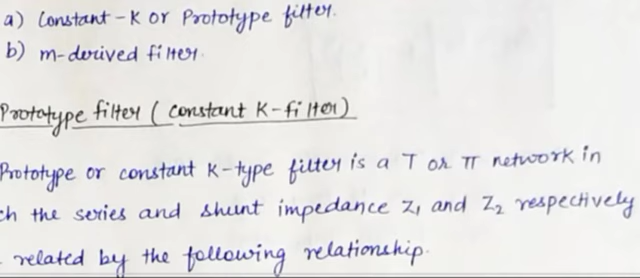 a) Constant-K or Prototype filter.
b) m-derived filter.
Prototype filter (constant K-filter)
Prototype or constant K-type filter is a T or π network in
ch the series and shunt impedance Z₁ and Z₂ respectively
related by the following relationship.